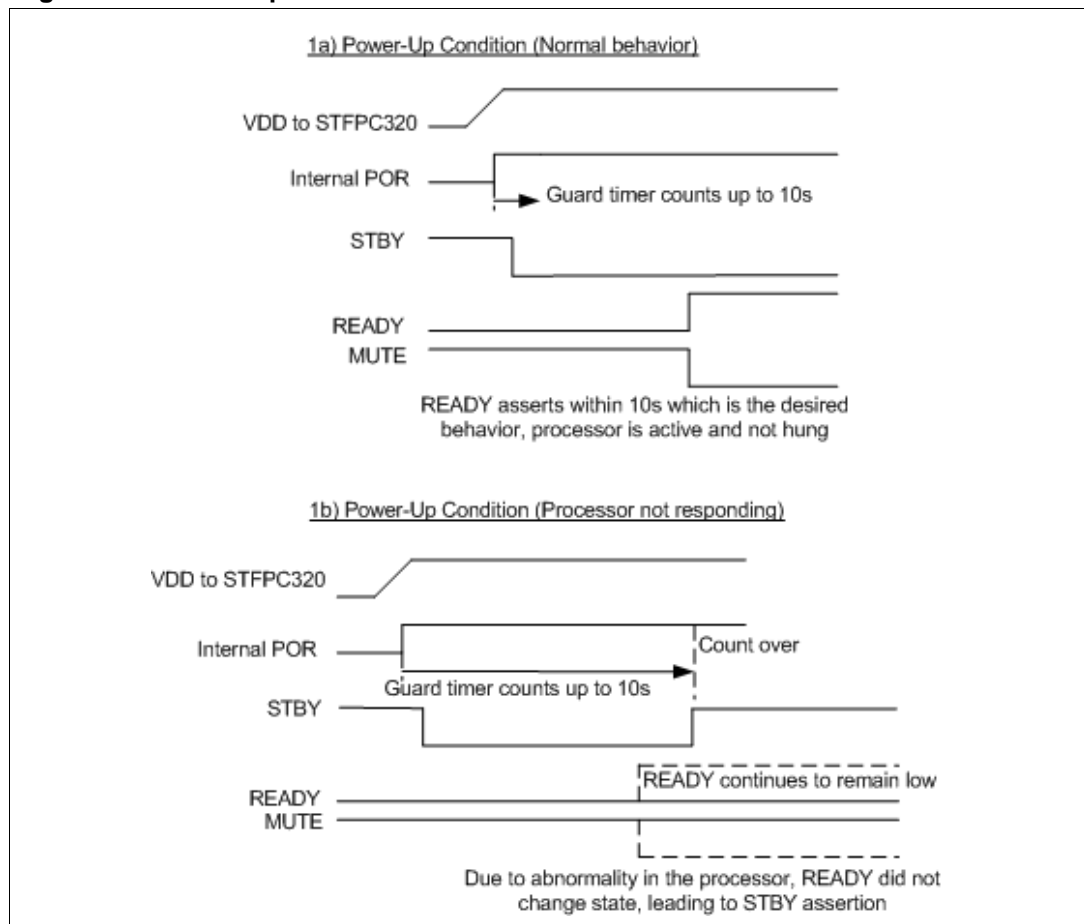 1a) Power-Up Condition (Normal behavior)
VDD to STFPC320
Internal POR
Guard timer counts up to 10s
STBY
READY
MUTE
READY asserts within 10s which is the desired
behavior, processor is active and not hung
1b) Power-Up Condition (Processor not responding)
VDD to STFPC320
Internal POR
Count over
Guard timer counts up to 10s
STBY
READY continues to remain low
READY
MUTE
Due to abnormality in the processor, READY did not
change state, leading to STBY assertion